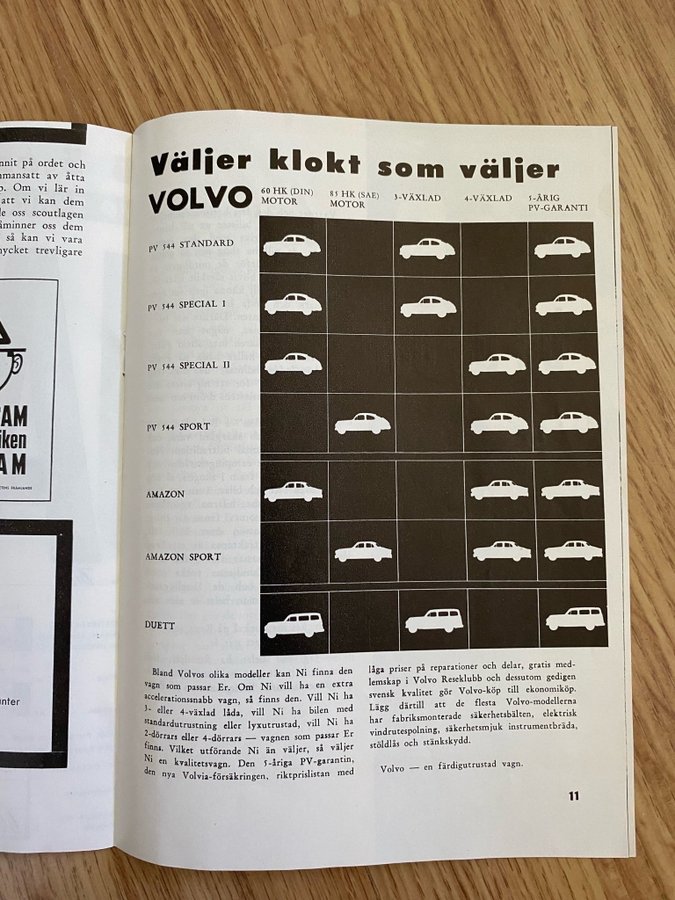 nnit på ordet och
mmansatt av åtta
p. Om vi lär in
att vi kan dem
de oss scoutlagen
åminner oss dem
så kan vi vara
mycket trevligare
AM
iken
AM
unter
Väljer klokt som väljer
VOLVO
60 HK (DIN) MOTOR
85 HK (SAE) MOTOR
3-VÄXLAD
4-VÄXLAD
5-ÅRIG PV-GARANTI
PV 544 STANDARD
PV 544 SPECIAL I
PV 544 SPECIAL II
PV 544 SPORT
AMAZON
AMAZON SPORT
DUETT
Bland Volvos olika modeller kan Ni finna den
vagn som passar Er. Om Ni vill ha en extra
accelerationssnabb vagn, så finns den. Vill Ni ha
3- eller 4-växlad låda, vill Ni ha bilen med
standardutrustning eller lyxutrustad, vill Ni ha
2-dörrars eller 4-dörrars — vagnen som passar Er
finns. Vilket utförande Ni än väljer, så väljer
Ni en kvalitetsvagn. Den 5-åriga PV-garantin,
den nya Volvia-försäkringen, riktprislistan med
låga priser på reparationer och delar, gratis med-
lemskap i Volvo Reseklubb och dessutom gedigen
svensk kvalitet gör Volvo-köp till ekonomiköp.
Lägg därtill att de flesta Volvo-modellerna
har fabriksmonterade säkerhetsbälten, elektrisk
vindrutespolning, säkerhetsmjuk instrumentbräda,
stöldlås och stänkskydd.
Volvo — en färdigutrustad vagn.
11